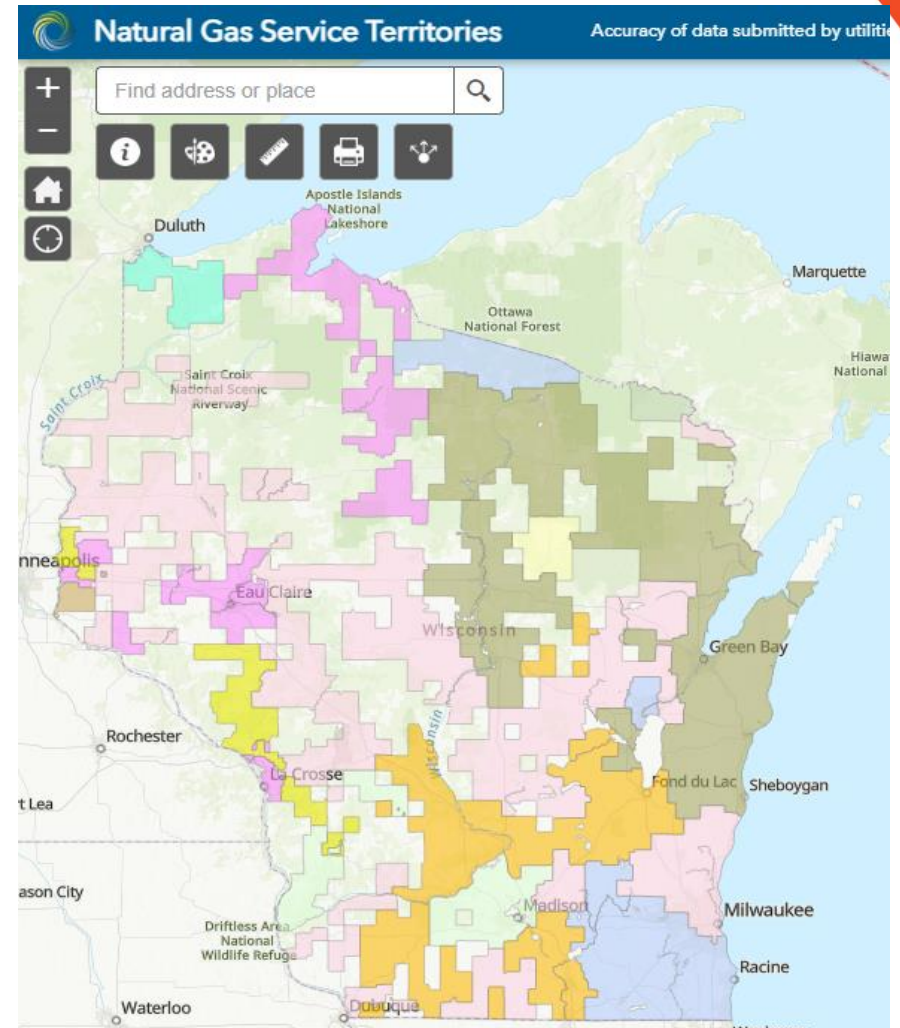 Natural Gas Service Territories
Accuracy of data submitted by utilitie
Find address or place
Apostle Islands
National
Lakeshore
Duluth
Marquette
Ottawa
National Forest
Hiawa
National
Saint Croix
National Scenic
Riverway
Saint Croix
nneapolis
Eau Claire
Wisconsin
Green Bay
Rochester
Wisconsin
La Crosse
Fond du Lac
Sheboygan
rt Lea
ason City
Madison
Milwaukee
Driftless Area
National
Wildlife Refuge
Racine
Waterloo
Dubuque